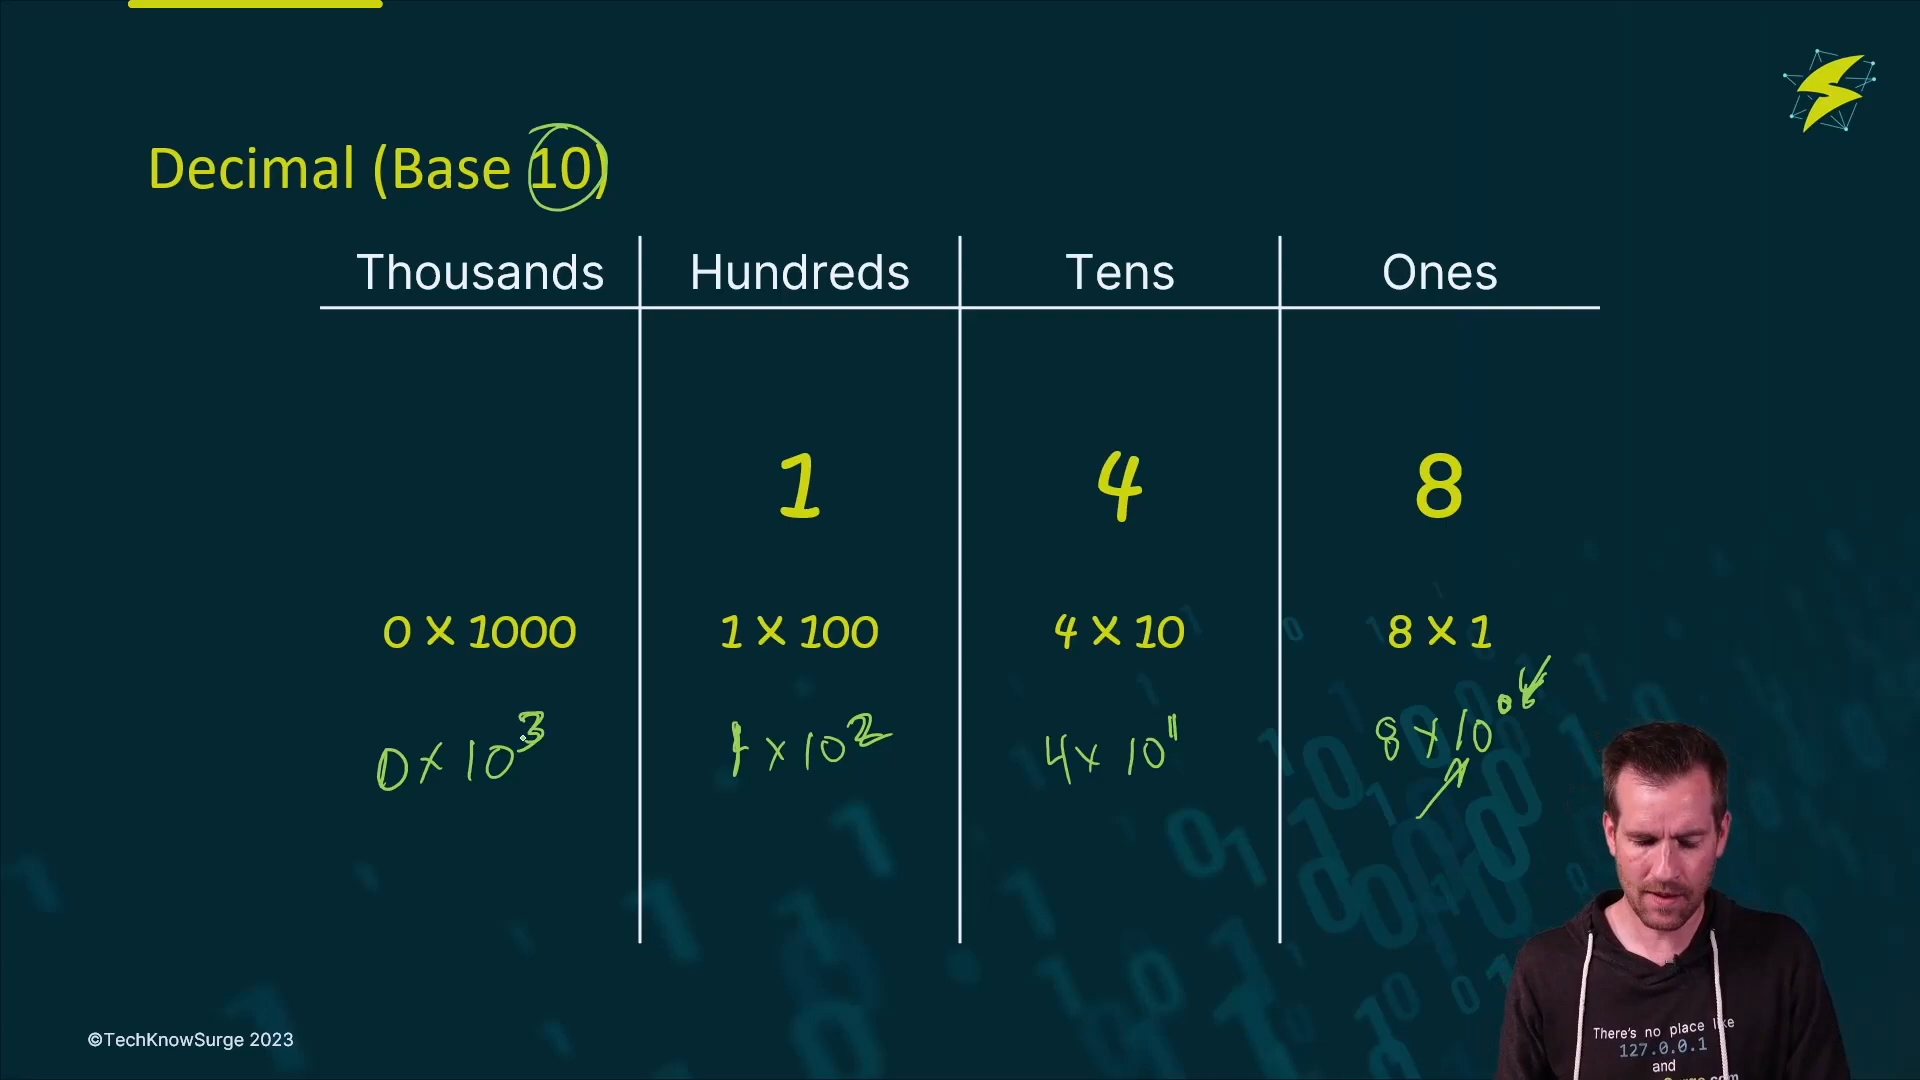 Decimal (Base 10)
Thousands Hundreds Tens Ones
1 4 8
0 X 1000 1 X 100 4 X 10 8 X 1
0 x 10³ 1 x 10² 4 x 10¹ 8 x 10⁰
©TechKnowSurge 2023
There's no place like
127.0.0.1
and